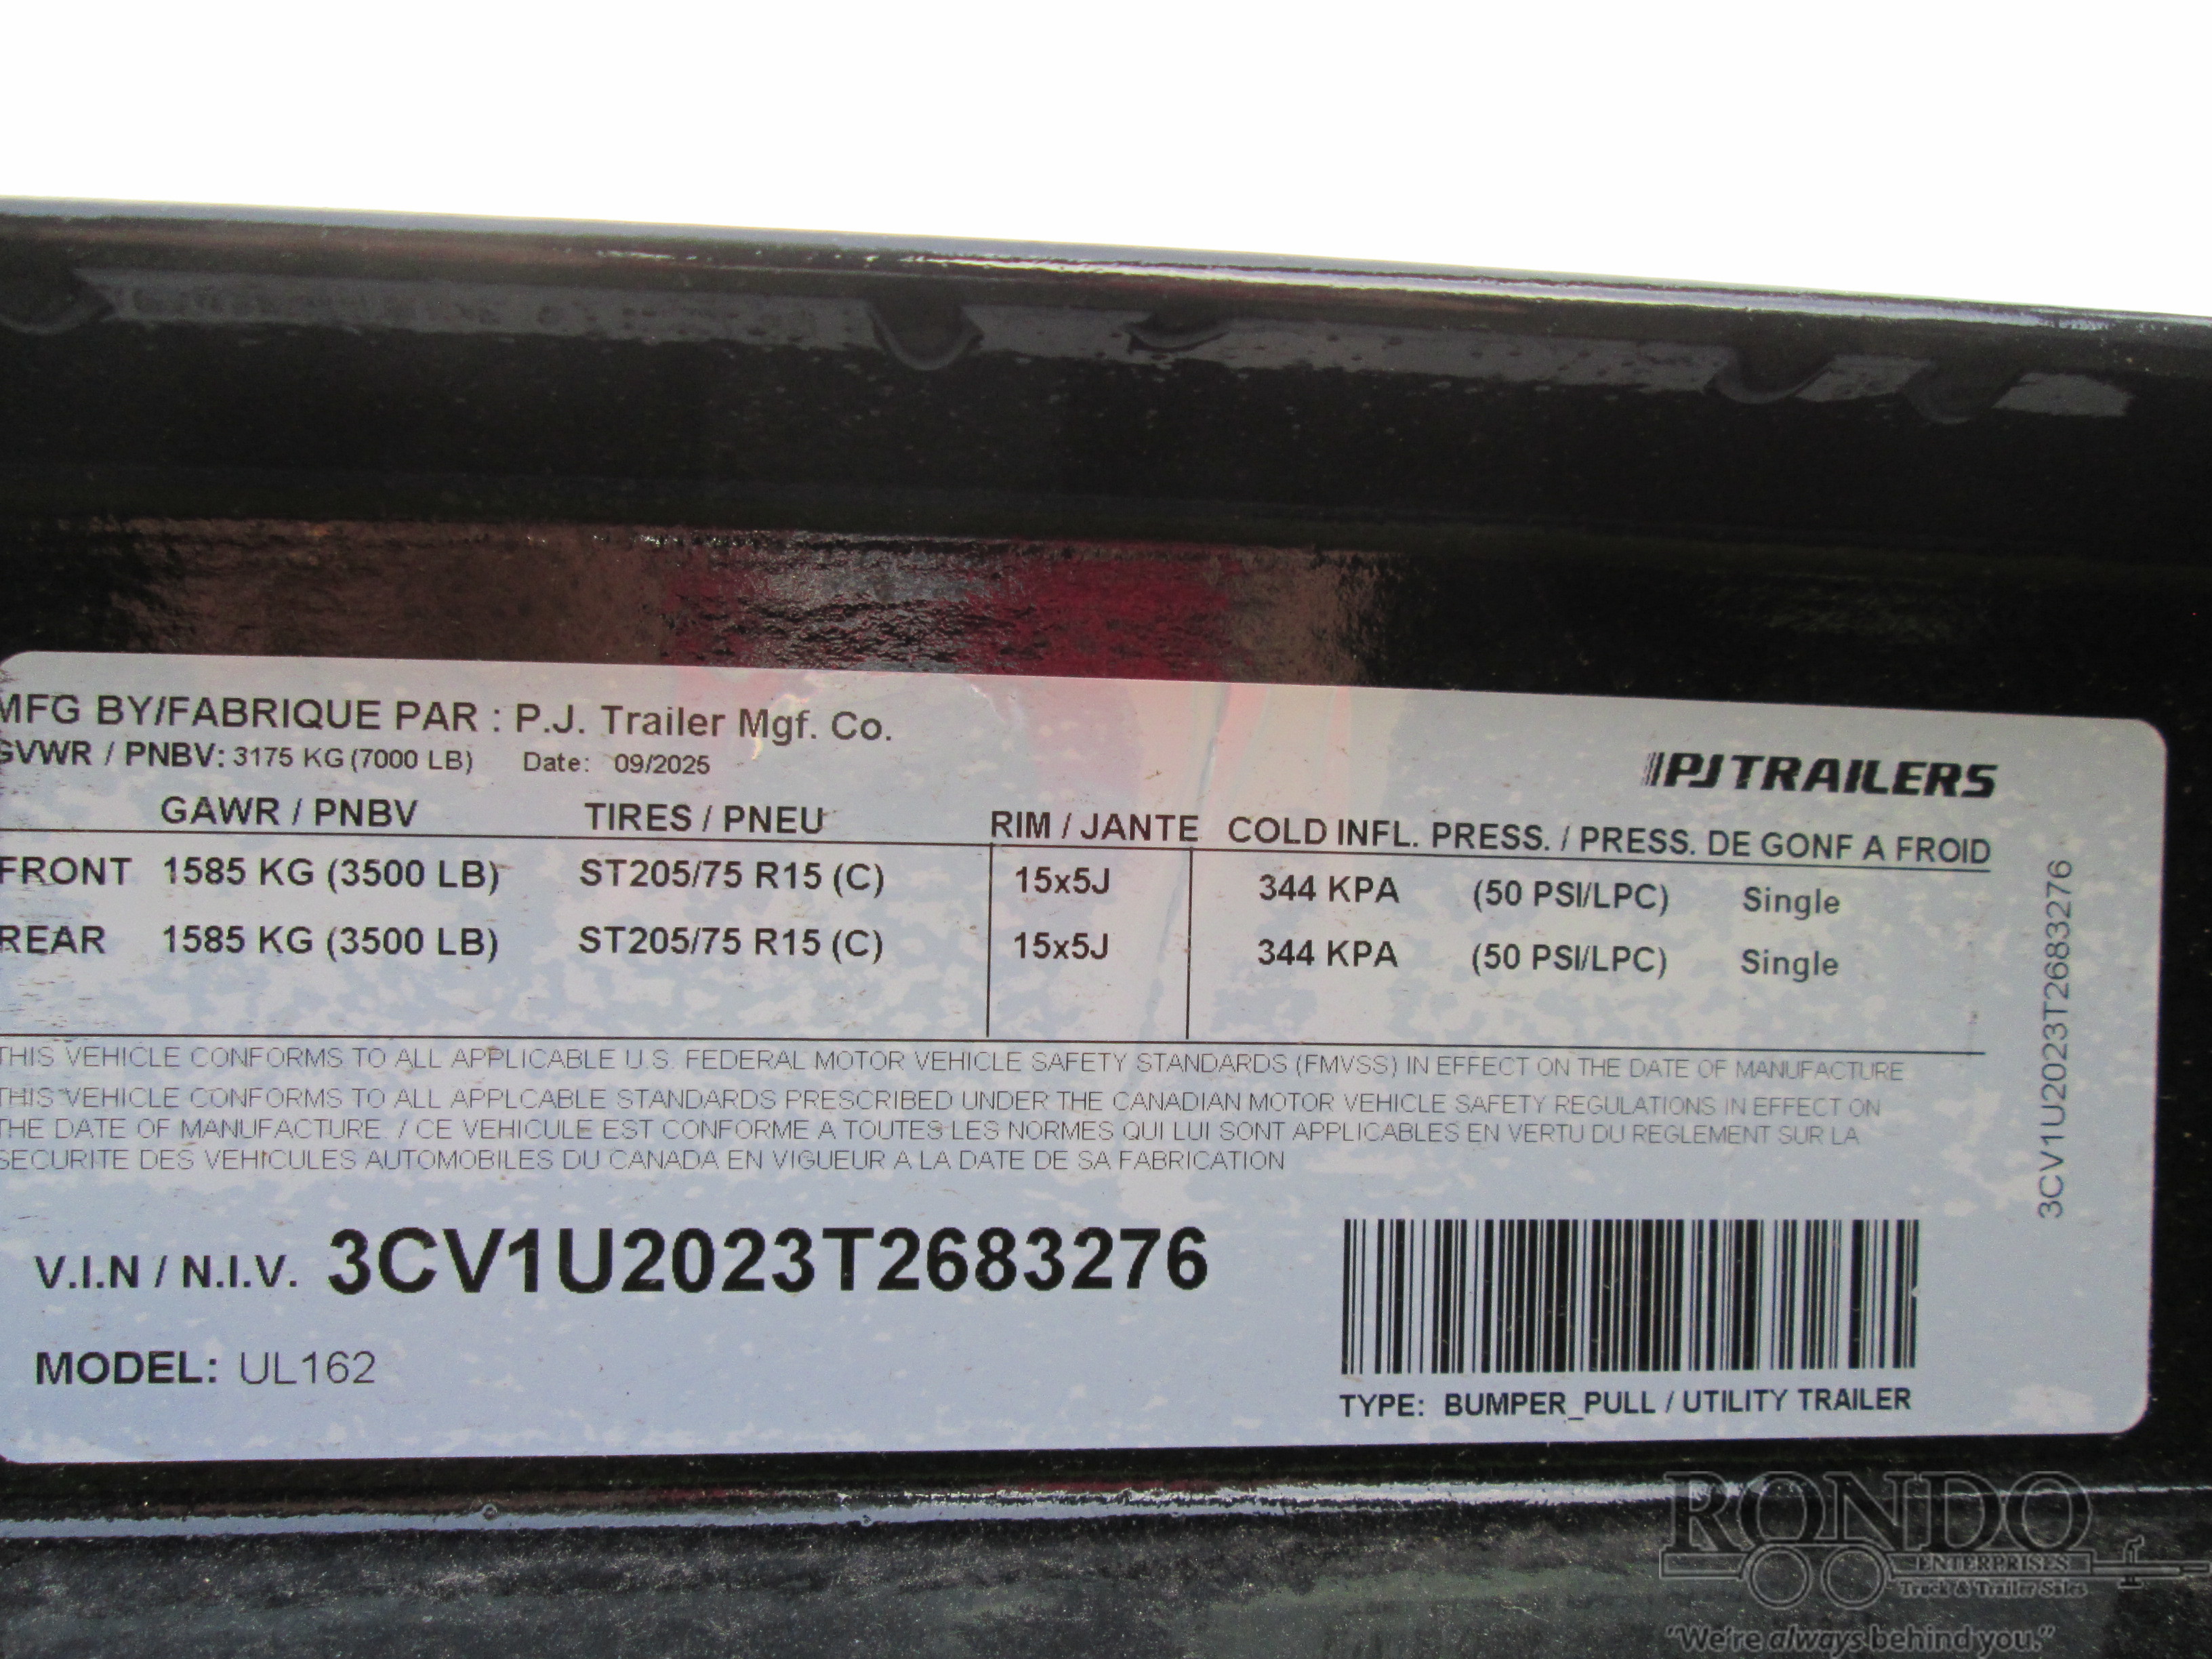 MFG BY/FABRIQUE PAR : P.J. Trailer Mgf. Co.
GVWR / PNBV: 3175 KG (7000 LB) Date: 09/2025
PJTRAILERS
GAWR / PNBV TIRES / PNEU RIM / JANTE COLD INFL. PRESS. / PRESS. DE GONF A FROID
FRONT 1585 KG (3500 LB) ST205/75 R15 (C) 15x5J 344 KPA (50 PSI/LPC) Single
REAR 1585 KG (3500 LB) ST205/75 R15 (C) 15x5J 344 KPA (50 PSI/LPC) Single
THIS VEHICLE CONFORMS TO ALL APPLICABLE U.S. FEDERAL MOTOR VEHICLE SAFETY STANDARDS (FMVSS) IN EFFECT ON THE DATE OF MANUFACTURE
THIS VEHICLE CONFORMS TO ALL APPLCABLE STANDARDS PRESCRIBED UNDER THE CANADIAN MOTOR VEHICLE SAFETY REGULATIONS IN EFFECT ON
THE DATE OF MANUFACTURE. / CE VEHICULE EST CONFORME A TOUTES LES NORMES QUI LUI SONT APPLICABLES EN VERTU DU REGLEMENT SUR LA
SECURITE DES VEHICULES AUTOMOBILES DU CANADA EN VIGUEUR A LA DATE DE SA FABRICATION
V.I.N / N.I.V. 3CV1U2023T2683276
MODEL: UL162
TYPE: BUMPER_PULL / UTILITY TRAILER
3CV1U2023T2683276
RONDO
ENTERPRISES
Truck & Trailer Sales
"We're always behind you."